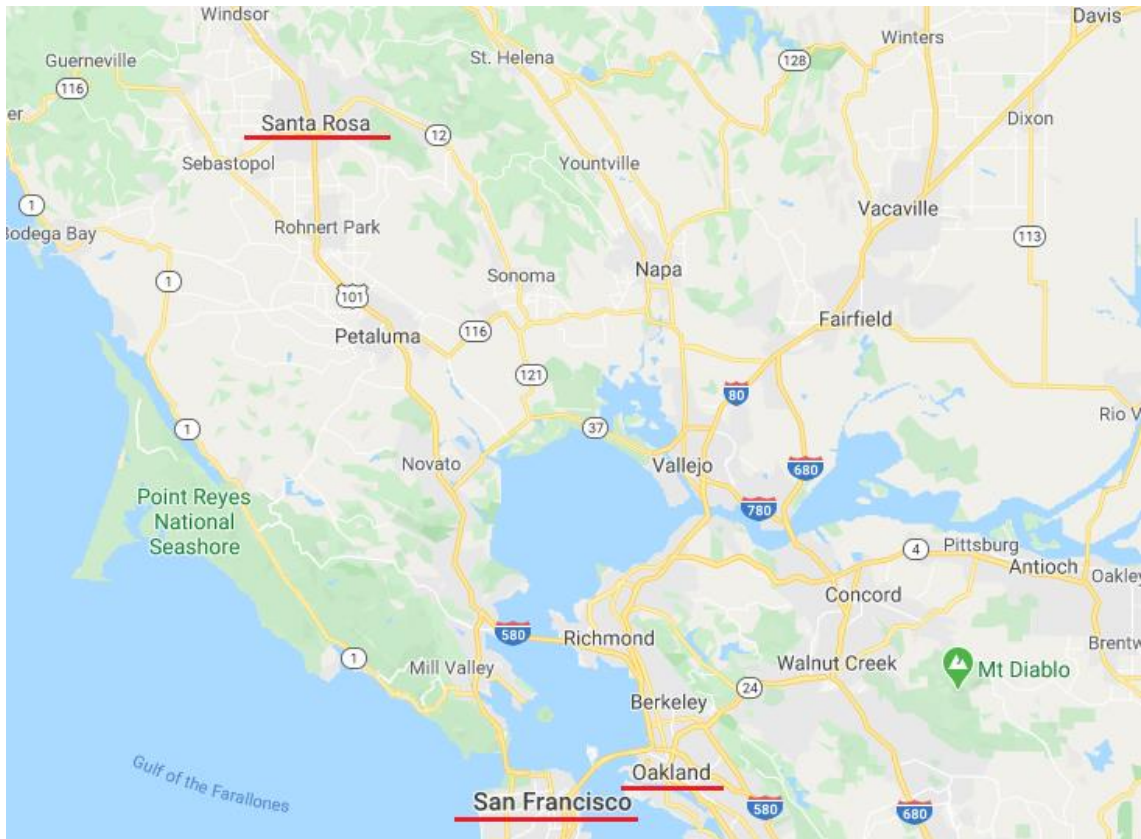 Windsor
Davis
Winters
Guerneville
St. Helena
128
116
Dixon
Santa Rosa
12
Sebastopol
Yountville
1
Vacaville
Bodega Bay
Rohnert Park
113
Napa
Sonoma
1
101
Fairfield
Petaluma
116
121
80
Rio V
1
37
Novato
Vallejo
680
Point Reyes
National
Seashore
780
4
Pittsburg
Antioch
Oakley
Concord
580
Richmond
Brentw
1
Mill Valley
Walnut Creek
Mt Diablo
24
Berkeley
Gulf of the Farallones
Oakland
San Francisco
580
680